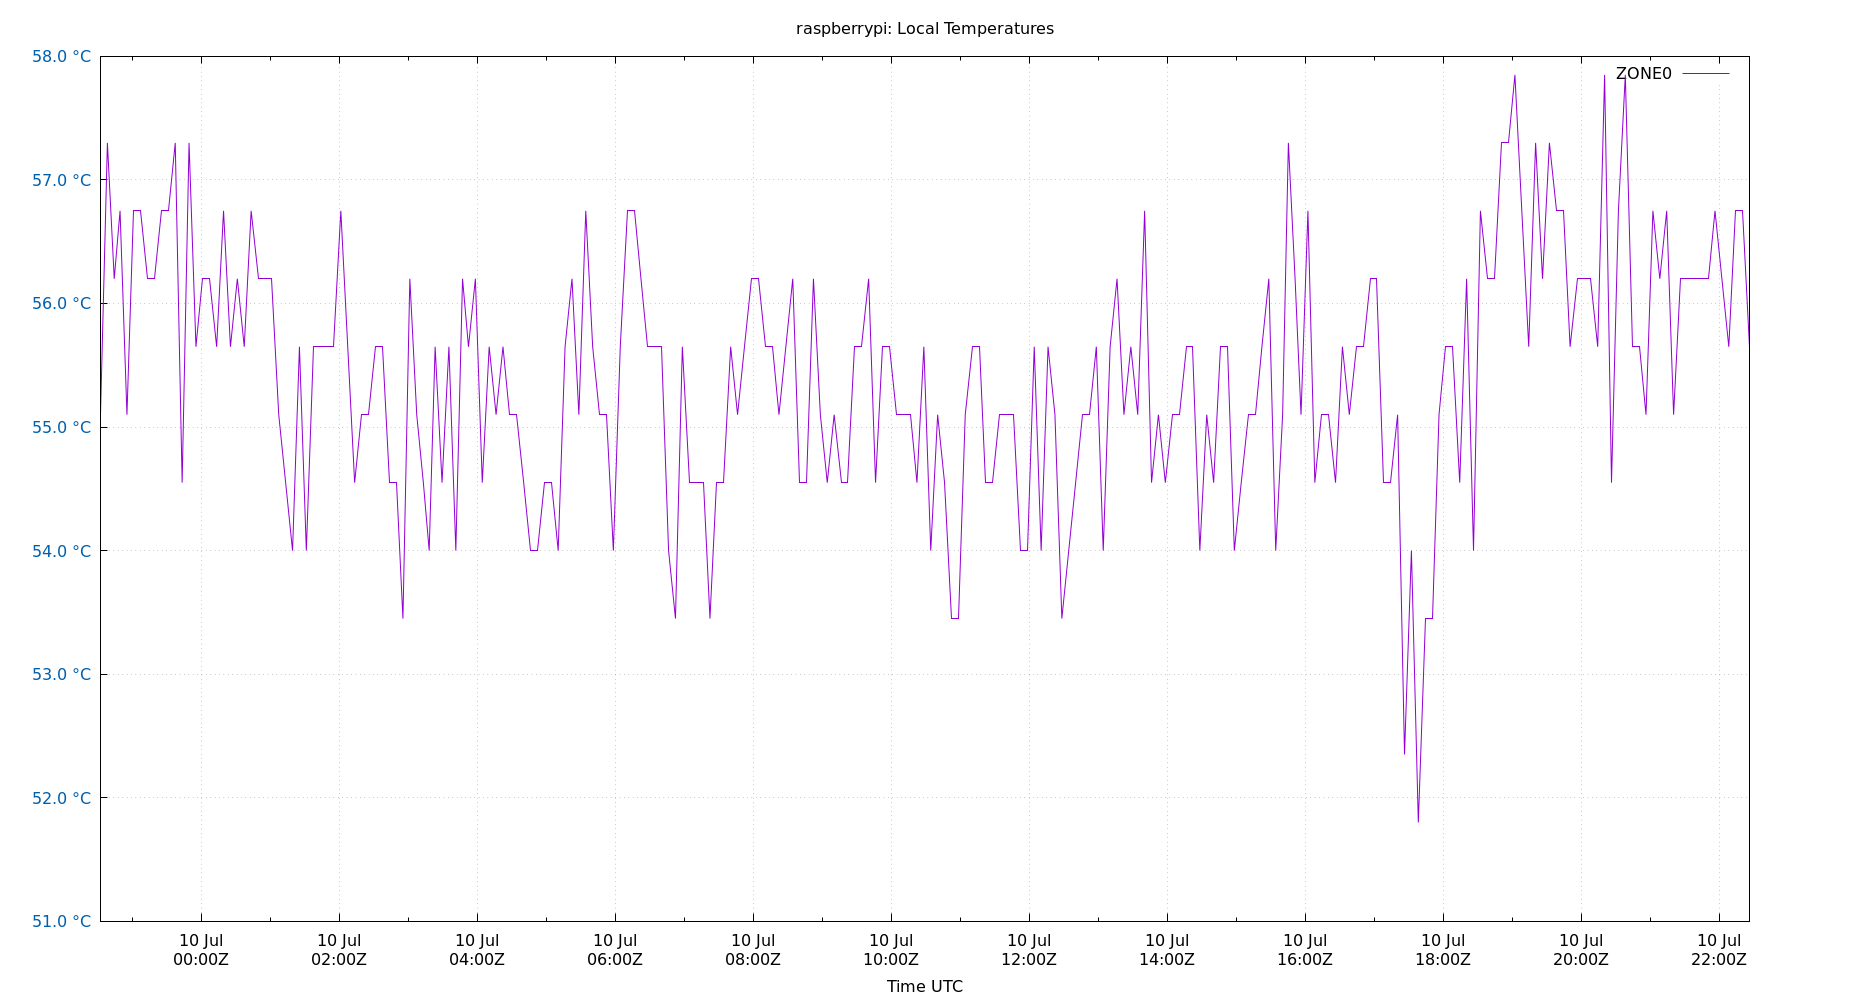 raspberrypi: Local Temperatures
58.0 °C
ZONE0
57.0 °C
56.0 °C
55.0 °C
54.0 °C
53.0 °C
52.0 °C
51.0 °C
10 Jul 10 Jul 10 Jul 10 Jul 10 Jul 10 Jul 10 Jul 10 Jul 10 Jul 10 Jul 10 Jul 10 Jul
00:00Z 02:00Z 04:00Z 06:00Z 08:00Z 10:00Z 12:00Z 14:00Z 16:00Z 18:00Z 20:00Z 22:00Z
Time UTC